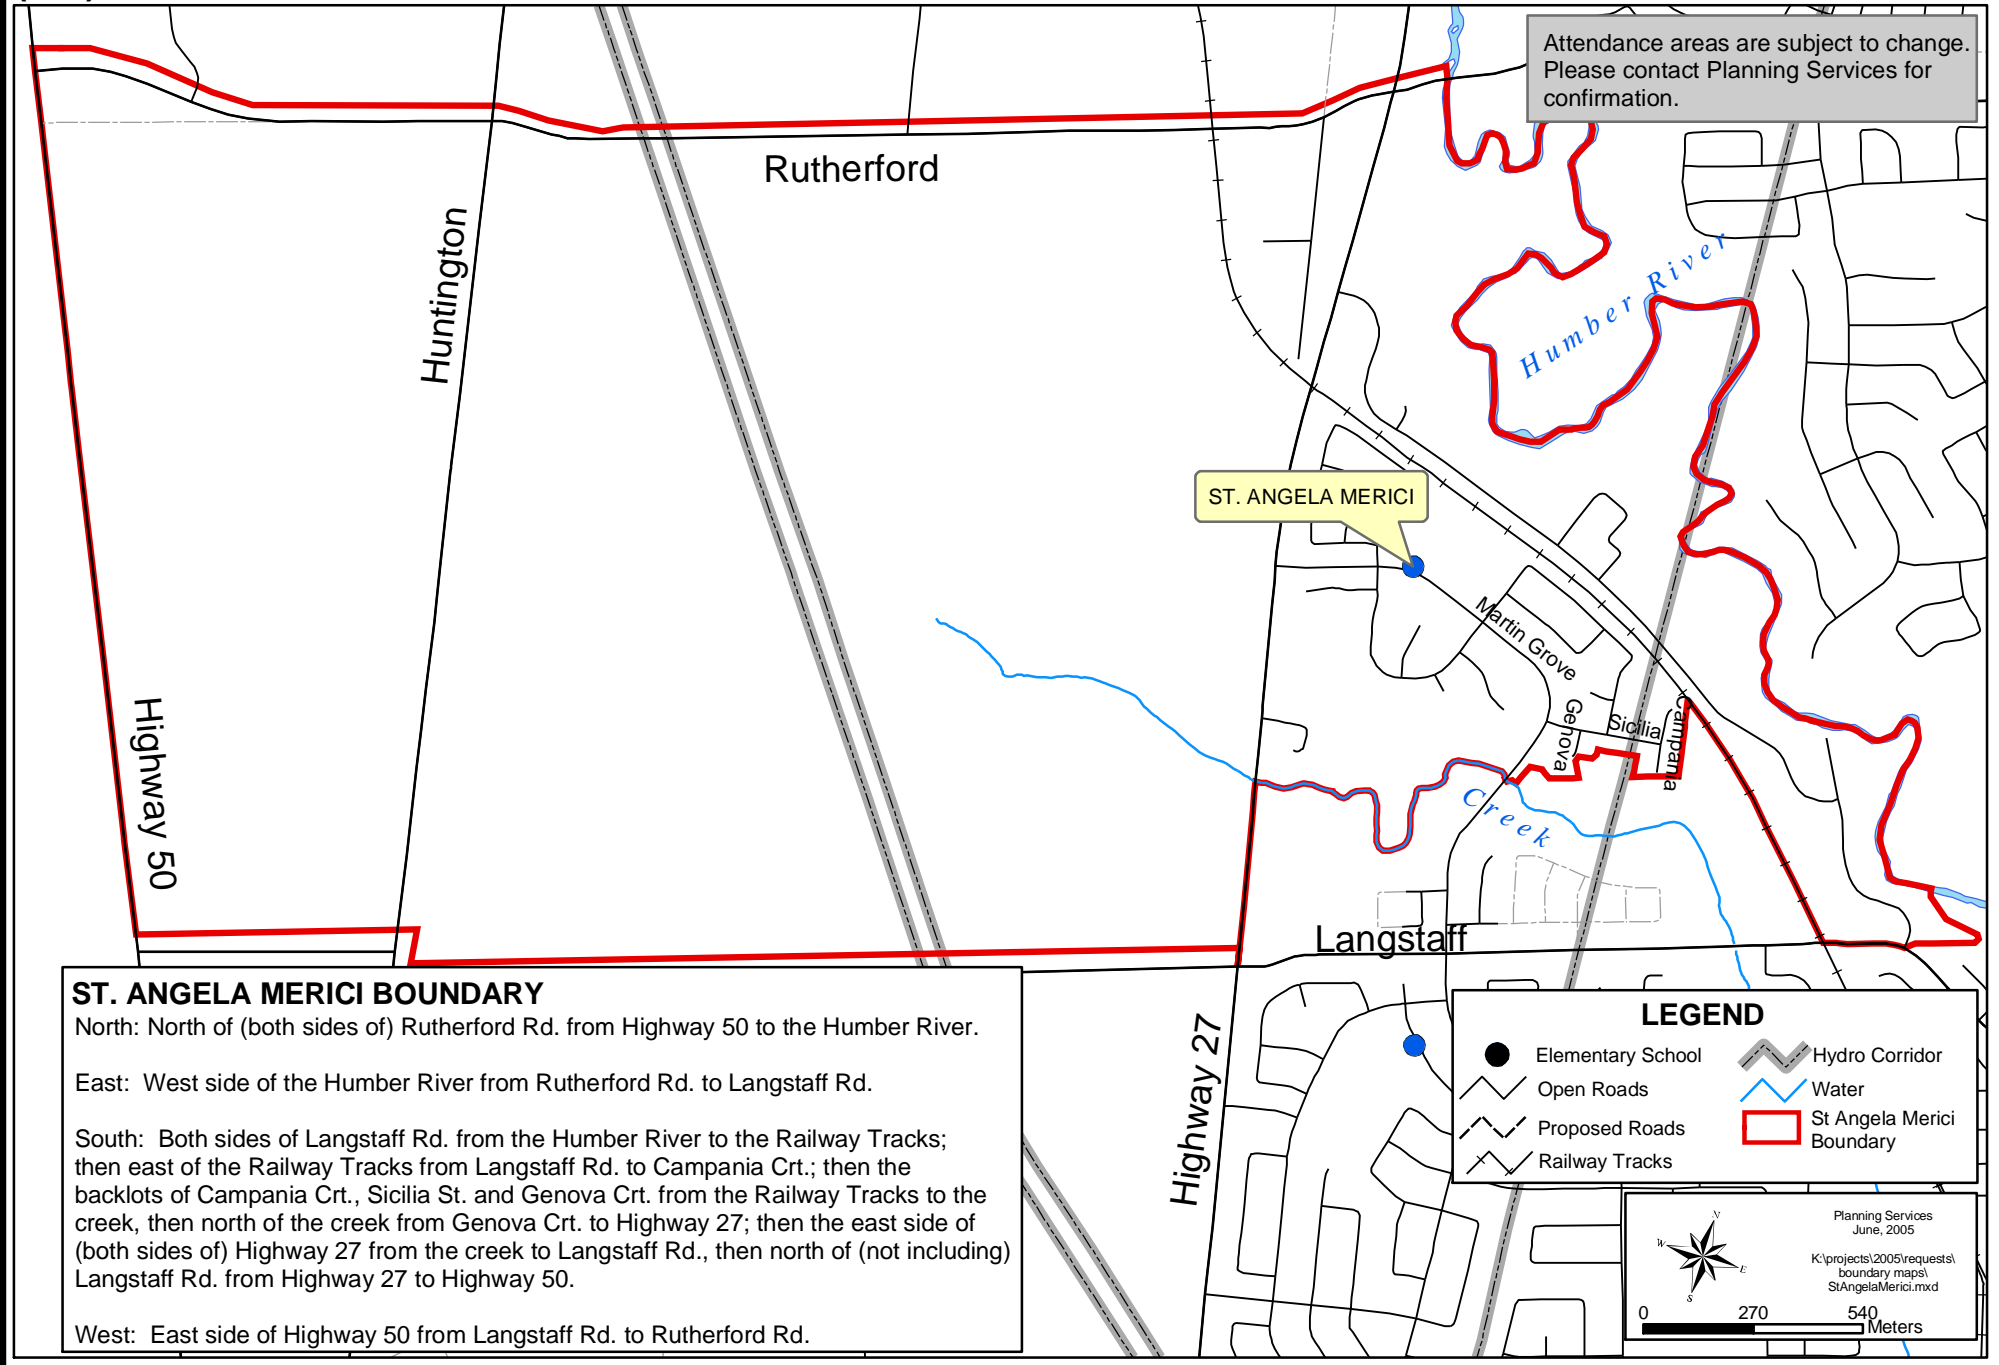 Attendance areas are subject to change.
Please contact Planning Services for
confirmation.
Rutherford
Huntington
Humber River
ST. ANGELA MERICI
Martin Grove
Genova
Sicilia
Campania
Highway 50
Creek
Langstaff
Highway 27
ST. ANGELA MERICI BOUNDARY
North: North of (both sides of) Rutherford Rd. from Highway 50 to the Humber River.
East: West side of the Humber River from Rutherford Rd. to Langstaff Rd.
South: Both sides of Langstaff Rd. from the Humber River to the Railway Tracks;
then east of the Railway Tracks from Langstaff Rd. to Campania Crt.; then the
backlots of Campania Crt., Sicilia St. and Genova Crt. from the Railway Tracks to the
creek, then north of the creek from Genova Crt. to Highway 27; then the east side of
(both sides of) Highway 27 from the creek to Langstaff Rd., then north of (not including)
Langstaff Rd. from Highway 27 to Highway 50.
West: East side of Highway 50 from Langstaff Rd. to Rutherford Rd.
LEGEND
Elementary School
Open Roads
Proposed Roads
Railway Tracks
Hydro Corridor
Water
St Angela Merici
Boundary
N
W
E
S
Planning Services
June, 2005
K:\projects\2005\requests\
boundary maps\
StAngelaMerici.mxd
0 270 540
Meters